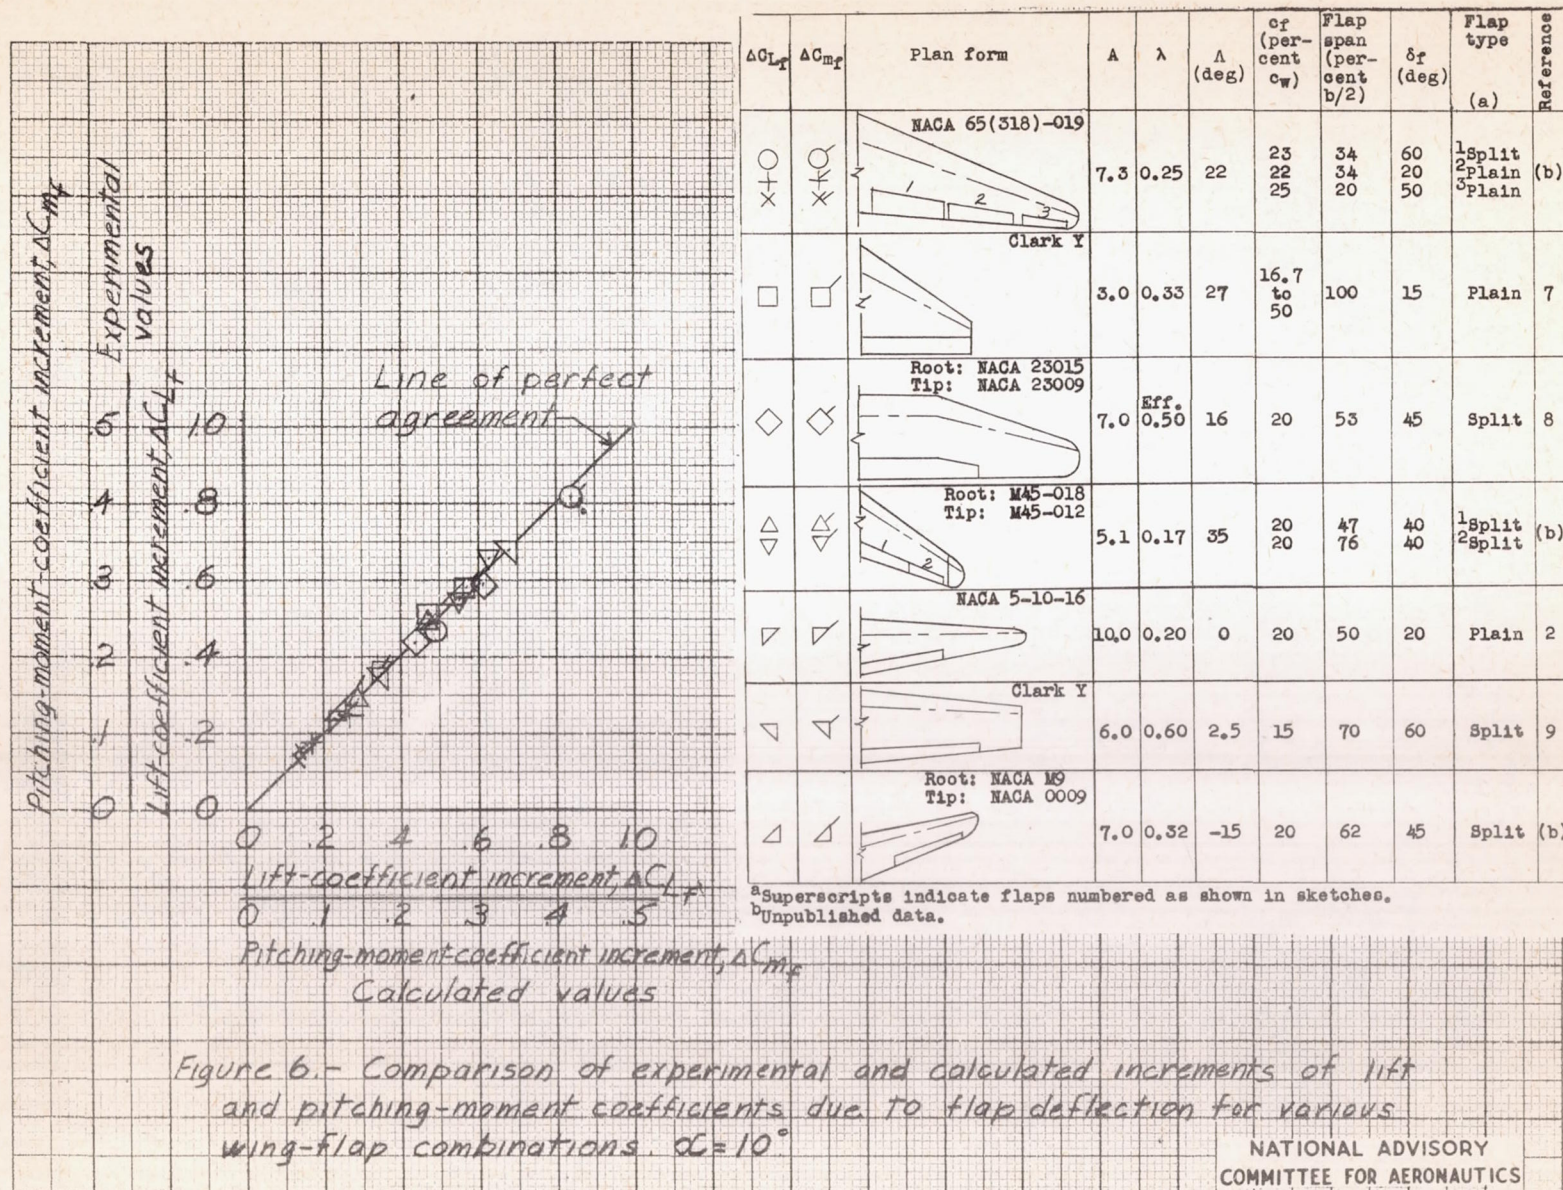 Pitching-moment-coefficient increment, ΔCmf
Experimental
values
Lift-coefficient increment, ΔCLf
Line of perfect
agreement
.5 1.0
.4 .8
.3 .6
.2 .4
.1 .2
0 0
0 .2 .4 .6 .8 1.0
Lift-coefficient increment, ΔCLf
0 .1 .2 .3 .4 .5
Pitching-moment-coefficient increment, ΔCmf
Calculated values
ΔCLf ΔCmf Plan form A λ Λ (deg) cf (per-cent cw) Flap span (per-cent b/2) δf (deg) Flap type (a) Reference
NACA 65(318)-019
1 2 3
7.3 0.25 22
23 34 60 1Split
22 34 20 2Plain (b)
25 20 50 3Plain
Clark Y
3.0 0.33 27 16.7 to 50 100 15 Plain 7
Root: NACA 23015
Tip: NACA 23009
7.0 Eff. 0.50 16 20 53 45 Split 8
Root: M45-018
Tip: M45-012
1 2
5.1 0.17 35
20 47 40 1Split
20 76 40 2Split (b)
NACA 5-10-16
10.0 0.20 0 20 50 20 Plain 2
Clark Y
6.0 0.60 2.5 15 70 60 Split 9
Root: NACA M9
Tip: NACA 0009
7.0 0.32 -15 20 62 45 Split (b)
aSuperscripts indicate flaps numbered as shown in sketches.
bUnpublished data.
Figure 6.- Comparison of experimental and calculated increments of lift
and pitching-moment coefficients due to flap deflection for various
wing-flap combinations. α=10°
NATIONAL ADVISORY
COMMITTEE FOR AERONAUTICS